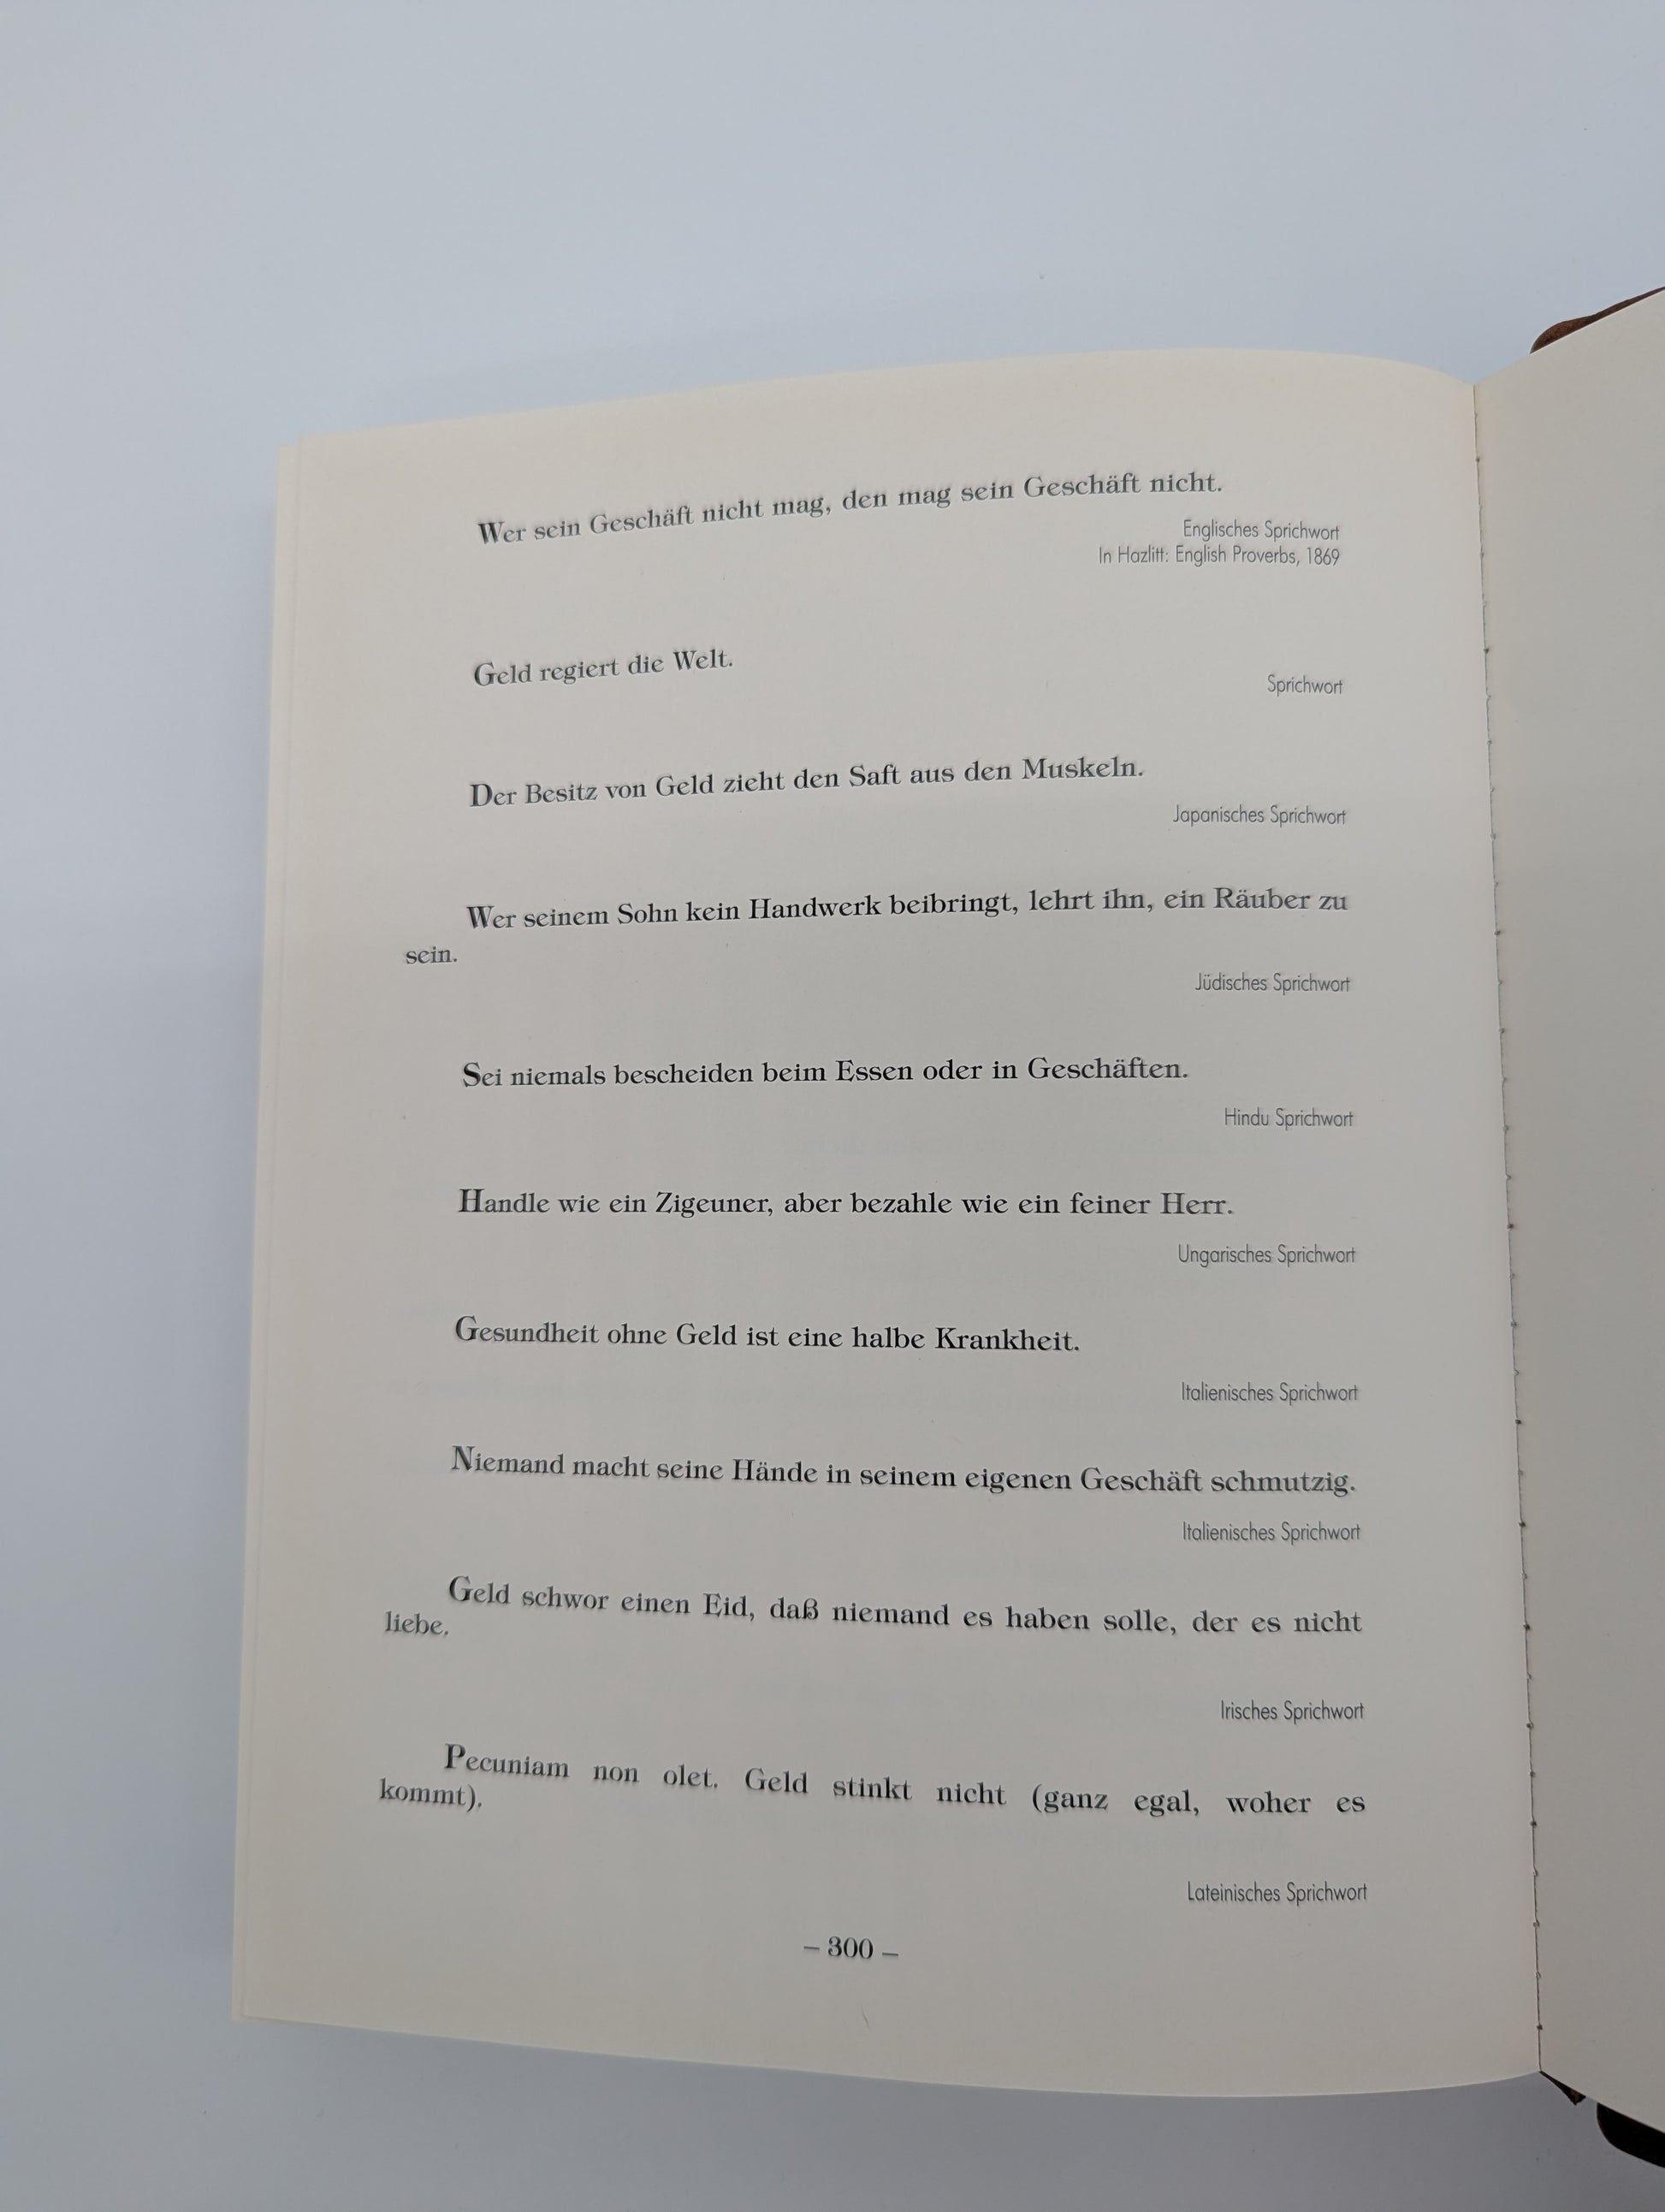 Wer sein Geschäft nicht mag, den mag sein Geschäft nicht.
Englisches Sprichwort
In Hazlitt: English Proverbs, 1869
Geld regiert die Welt.
Sprichwort
Der Besitz von Geld zieht den Saft aus den Muskeln.
Japanisches Sprichwort
Wer seinem Sohn kein Handwerk beibringt, lehrt ihn, ein Räuber zu
sein.
Jüdisches Sprichwort
Sei niemals bescheiden beim Essen oder in Geschäften.
Hindu Sprichwort
Handle wie ein Zigeuner, aber bezahle wie ein feiner Herr.
Ungarisches Sprichwort
Gesundheit ohne Geld ist eine halbe Krankheit.
Italienisches Sprichwort
Niemand macht seine Hände in seinem eigenen Geschäft schmutzig.
Italienisches Sprichwort
Geld schwor einen Eid, daß niemand es haben solle, der es nicht
liebe.
Irisches Sprichwort
Pecuniam non olet. Geld stinkt nicht (ganz egal, woher es
kommt).
Lateinisches Sprichwort
– 300 –